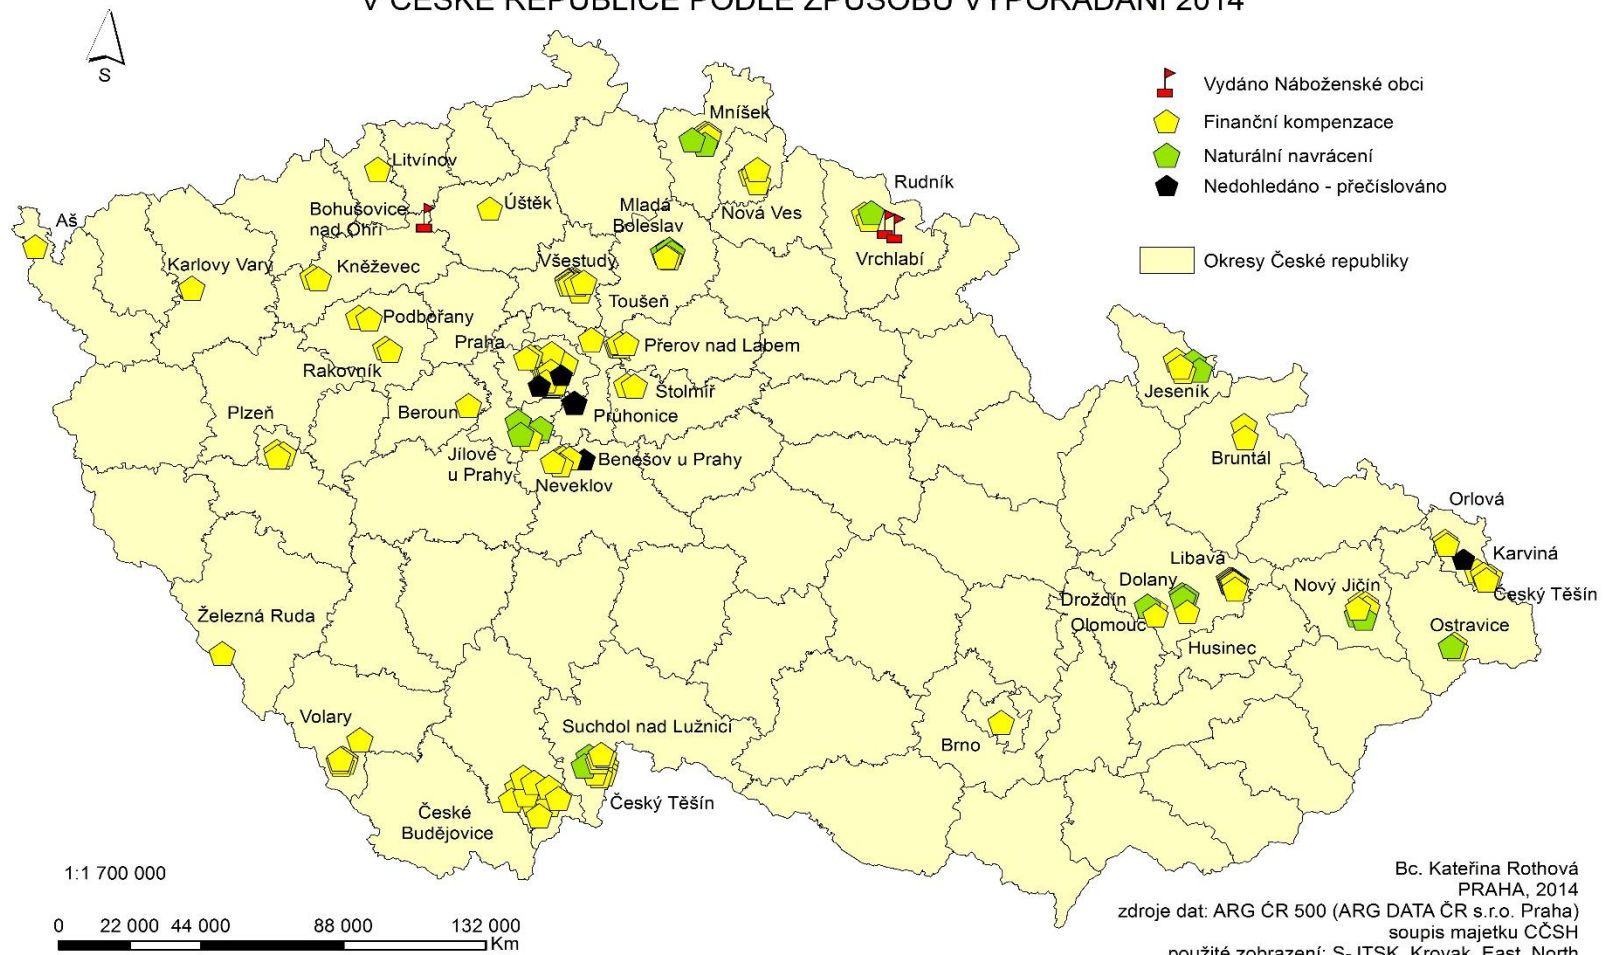 V ČESKÉ REPUBLICE PODLE ZPŮSOBU VYPOŘÁDÁNÍ 2014
S
Vydáno Náboženské obci
Finanční kompenzace
Naturální navrácení
Nedohledáno - přečíslováno
Okresy České republiky
Mníšek
Litvínov
Rudník
Úštěk
Mladá
Boleslav
Bohušovice
nad Ohří
Nová Ves
Aš
Vrchlabí
Karlovy Vary
Kněževec
Všestudy
Toušeň
Podbořany
Praha
Přerov nad Labem
Rakovník
Štolmíř
Jeseník
Plzeň
Beroun
Průhonice
Jílové
u Prahy
Benešov u Prahy
Bruntál
Neveklov
Orlová
Karviná
Libavá
Dolany
Nový Jičín
Český Těšín
Droždín
Olomouc
Železná Ruda
Ostravice
Husinec
Volary
Suchdol nad Lužnicí
Brno
Český Těšín
České
Budějovice
1:1 700 000
0 22 000 44 000 88 000 132 000
Km
Bc. Kateřina Rothová
PRAHA, 2014
zdroje dat: ARG ĆR 500 (ARG DATA ČR s.r.o. Praha)
soupis majetku CČSH
použité zobrazení: S-JTSK_Krovak_East_North